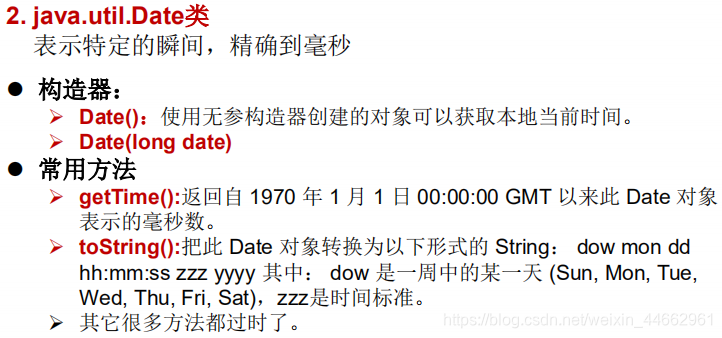 2. java.util.Date类
表示特定的瞬间，精确到毫秒
● 构造器：
➢ Date()：使用无参构造器创建的对象可以获取本地当前时间。
➢ Date(long date)
● 常用方法
➢ getTime():返回自 1970 年 1 月 1 日 00:00:00 GMT 以来此 Date 对象
表示的毫秒数。
➢ toString():把此 Date 对象转换为以下形式的 String： dow mon dd
hh:mm:ss zzz yyyy 其中： dow 是一周中的某一天 (Sun, Mon, Tue,
Wed, Thu, Fri, Sat)，zzz是时间标准。
➢ 其它很多方法都过时了。
https://blog.csdn.net/weixin_44662961